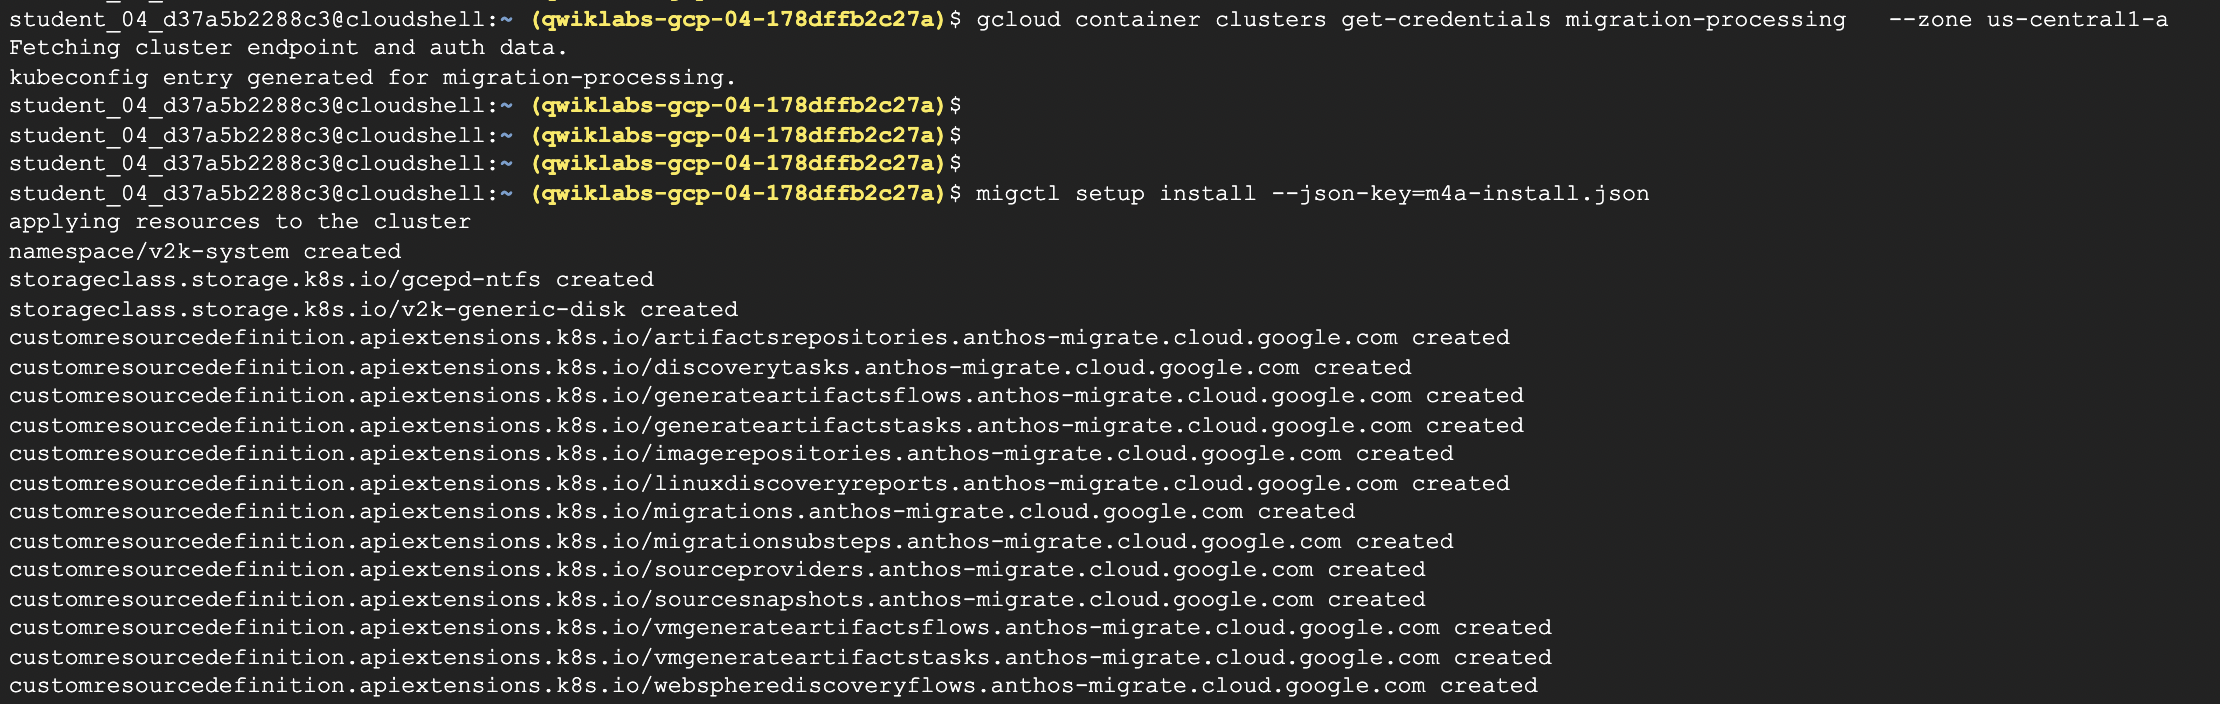 student_04_d37a5b2288c3@cloudshell:~ (qwiklabs-gcp-04-178dffb2c27a)$ gcloud container clusters get-credentials migration-processing   --zone us-central1-a
Fetching cluster endpoint and auth data.
kubeconfig entry generated for migration-processing.
student_04_d37a5b2288c3@cloudshell:~ (qwiklabs-gcp-04-178dffb2c27a)$
student_04_d37a5b2288c3@cloudshell:~ (qwiklabs-gcp-04-178dffb2c27a)$
student_04_d37a5b2288c3@cloudshell:~ (qwiklabs-gcp-04-178dffb2c27a)$
student_04_d37a5b2288c3@cloudshell:~ (qwiklabs-gcp-04-178dffb2c27a)$ migctl setup install --json-key=m4a-install.json
applying resources to the cluster
namespace/v2k-system created
storageclass.storage.k8s.io/gcepd-ntfs created
storageclass.storage.k8s.io/v2k-generic-disk created
customresourcedefinition.apiextensions.k8s.io/artifactsrepositories.anthos-migrate.cloud.google.com created
customresourcedefinition.apiextensions.k8s.io/discoverytasks.anthos-migrate.cloud.google.com created
customresourcedefinition.apiextensions.k8s.io/generateartifactsflows.anthos-migrate.cloud.google.com created
customresourcedefinition.apiextensions.k8s.io/generateartifactstasks.anthos-migrate.cloud.google.com created
customresourcedefinition.apiextensions.k8s.io/imagerepositories.anthos-migrate.cloud.google.com created
customresourcedefinition.apiextensions.k8s.io/linuxdiscoveryreports.anthos-migrate.cloud.google.com created
customresourcedefinition.apiextensions.k8s.io/migrations.anthos-migrate.cloud.google.com created
customresourcedefinition.apiextensions.k8s.io/migrationsubsteps.anthos-migrate.cloud.google.com created
customresourcedefinition.apiextensions.k8s.io/sourceproviders.anthos-migrate.cloud.google.com created
customresourcedefinition.apiextensions.k8s.io/sourcesnapshots.anthos-migrate.cloud.google.com created
customresourcedefinition.apiextensions.k8s.io/vmgenerateartifactsflows.anthos-migrate.cloud.google.com created
customresourcedefinition.apiextensions.k8s.io/vmgenerateartifactstasks.anthos-migrate.cloud.google.com created
customresourcedefinition.apiextensions.k8s.io/webspherediscoveryflows.anthos-migrate.cloud.google.com created